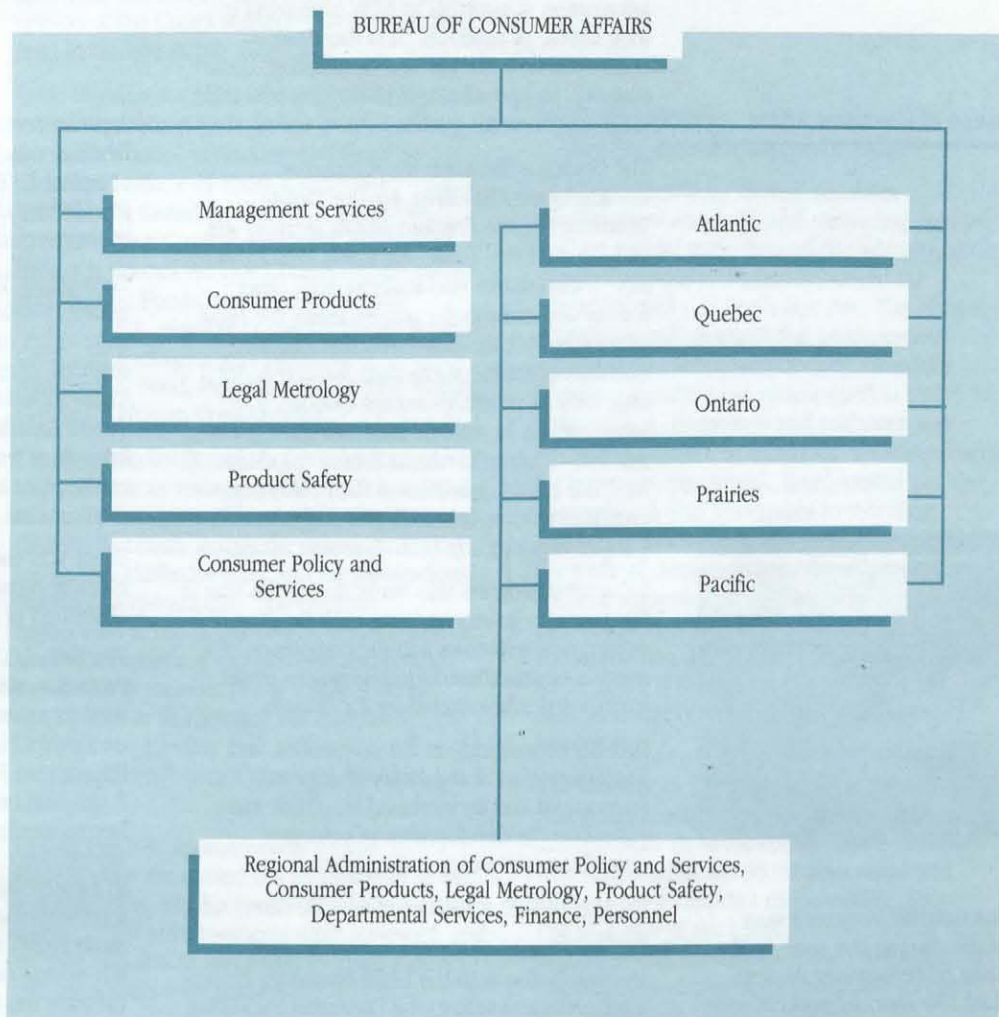 BUREAU OF CONSUMER AFFAIRS
Management Services
Consumer Products
Legal Metrology
Product Safety
Consumer Policy and
Services
Atlantic
Quebec
Ontario
Prairies
Pacific
Regional Administration of Consumer Policy and Services,
Consumer Products, Legal Metrology, Product Safety,
Departmental Services, Finance, Personnel